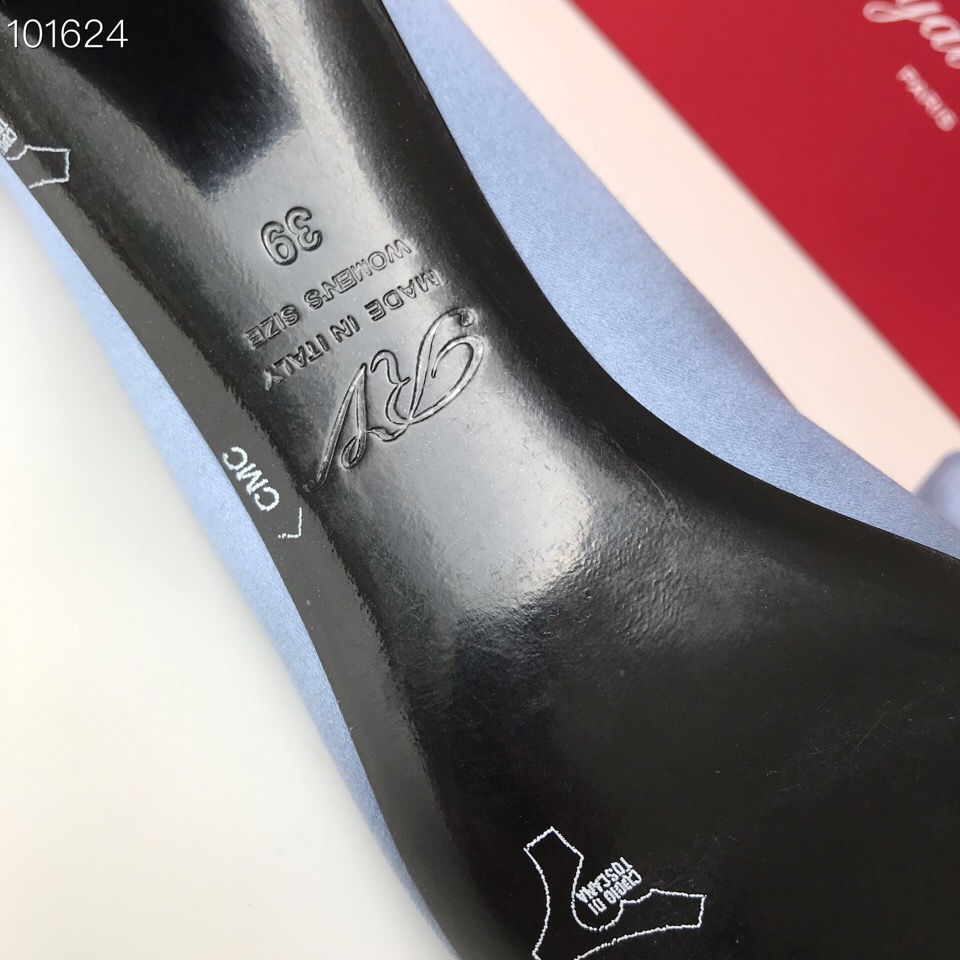 101624
PARIS
39
WOMEN'S SIZE
MADE IN ITALY
RV
CMC
CUOIO DI
TOSCANA